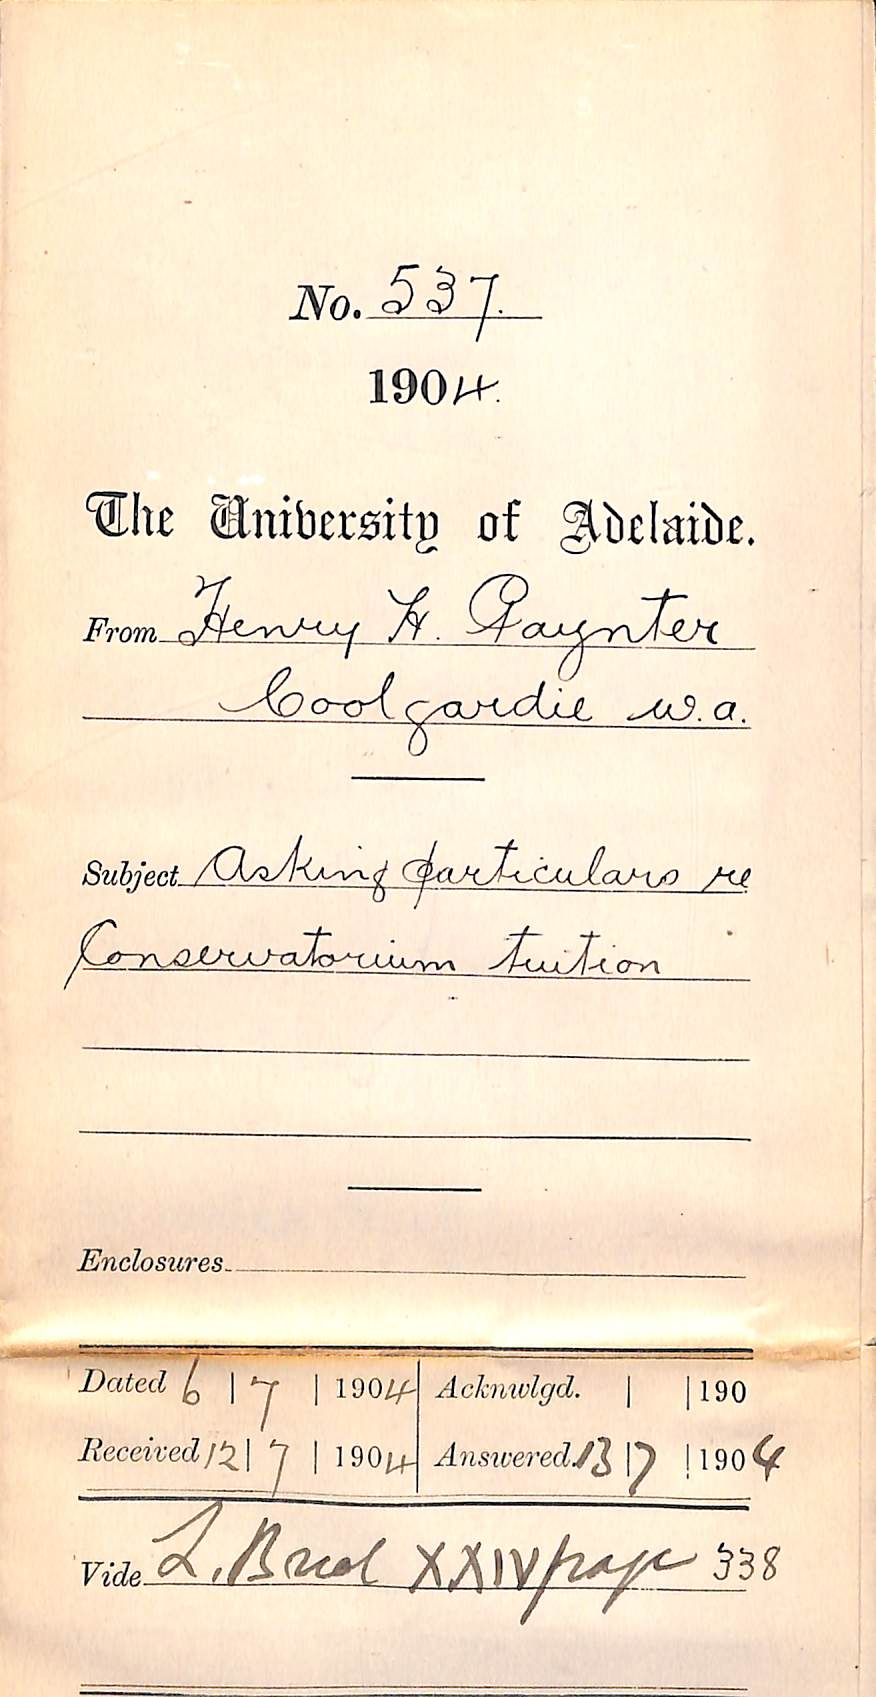 No. 537.
1904.
The University of Adelaide.
From Henry H. Paynter
Coolgardie W.A.
Subject Asking particulars re
Conservatorium tuition
Enclosures
Dated 6 | 7 | 1904 Acknwlgd. | | 190
Received 12 | 7 | 1904 Answered. 13 | 7 | 1904
Vide L. XXIV page 338